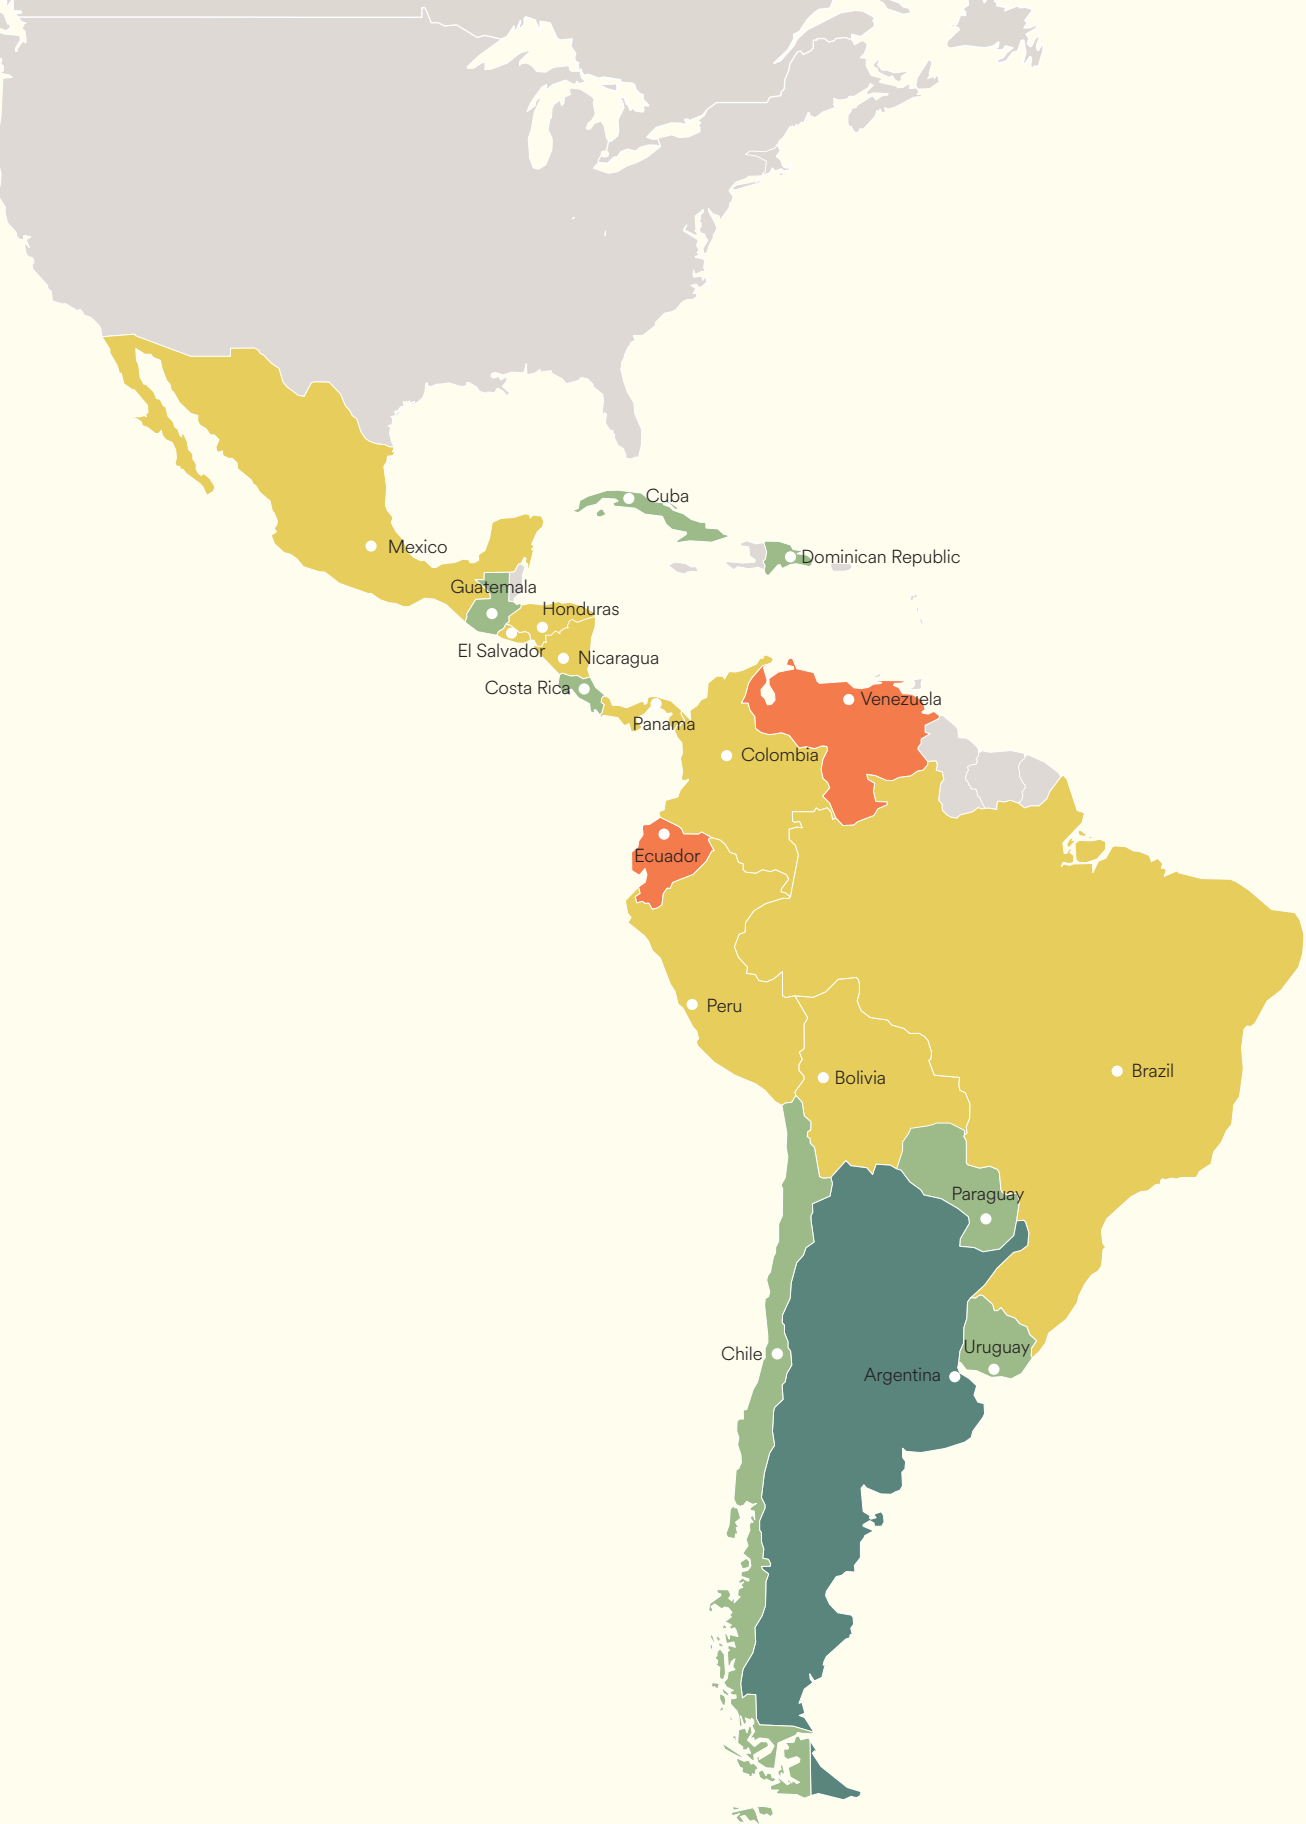 Cuba
Mexico
Dominican Republic
Guatemala
Honduras
El Salvador
Nicaragua
Costa Rica
Venezuela
Panama
Colombia
Ecuador
Peru
Brazil
Bolivia
Paraguay
Uruguay
Chile
Argentina